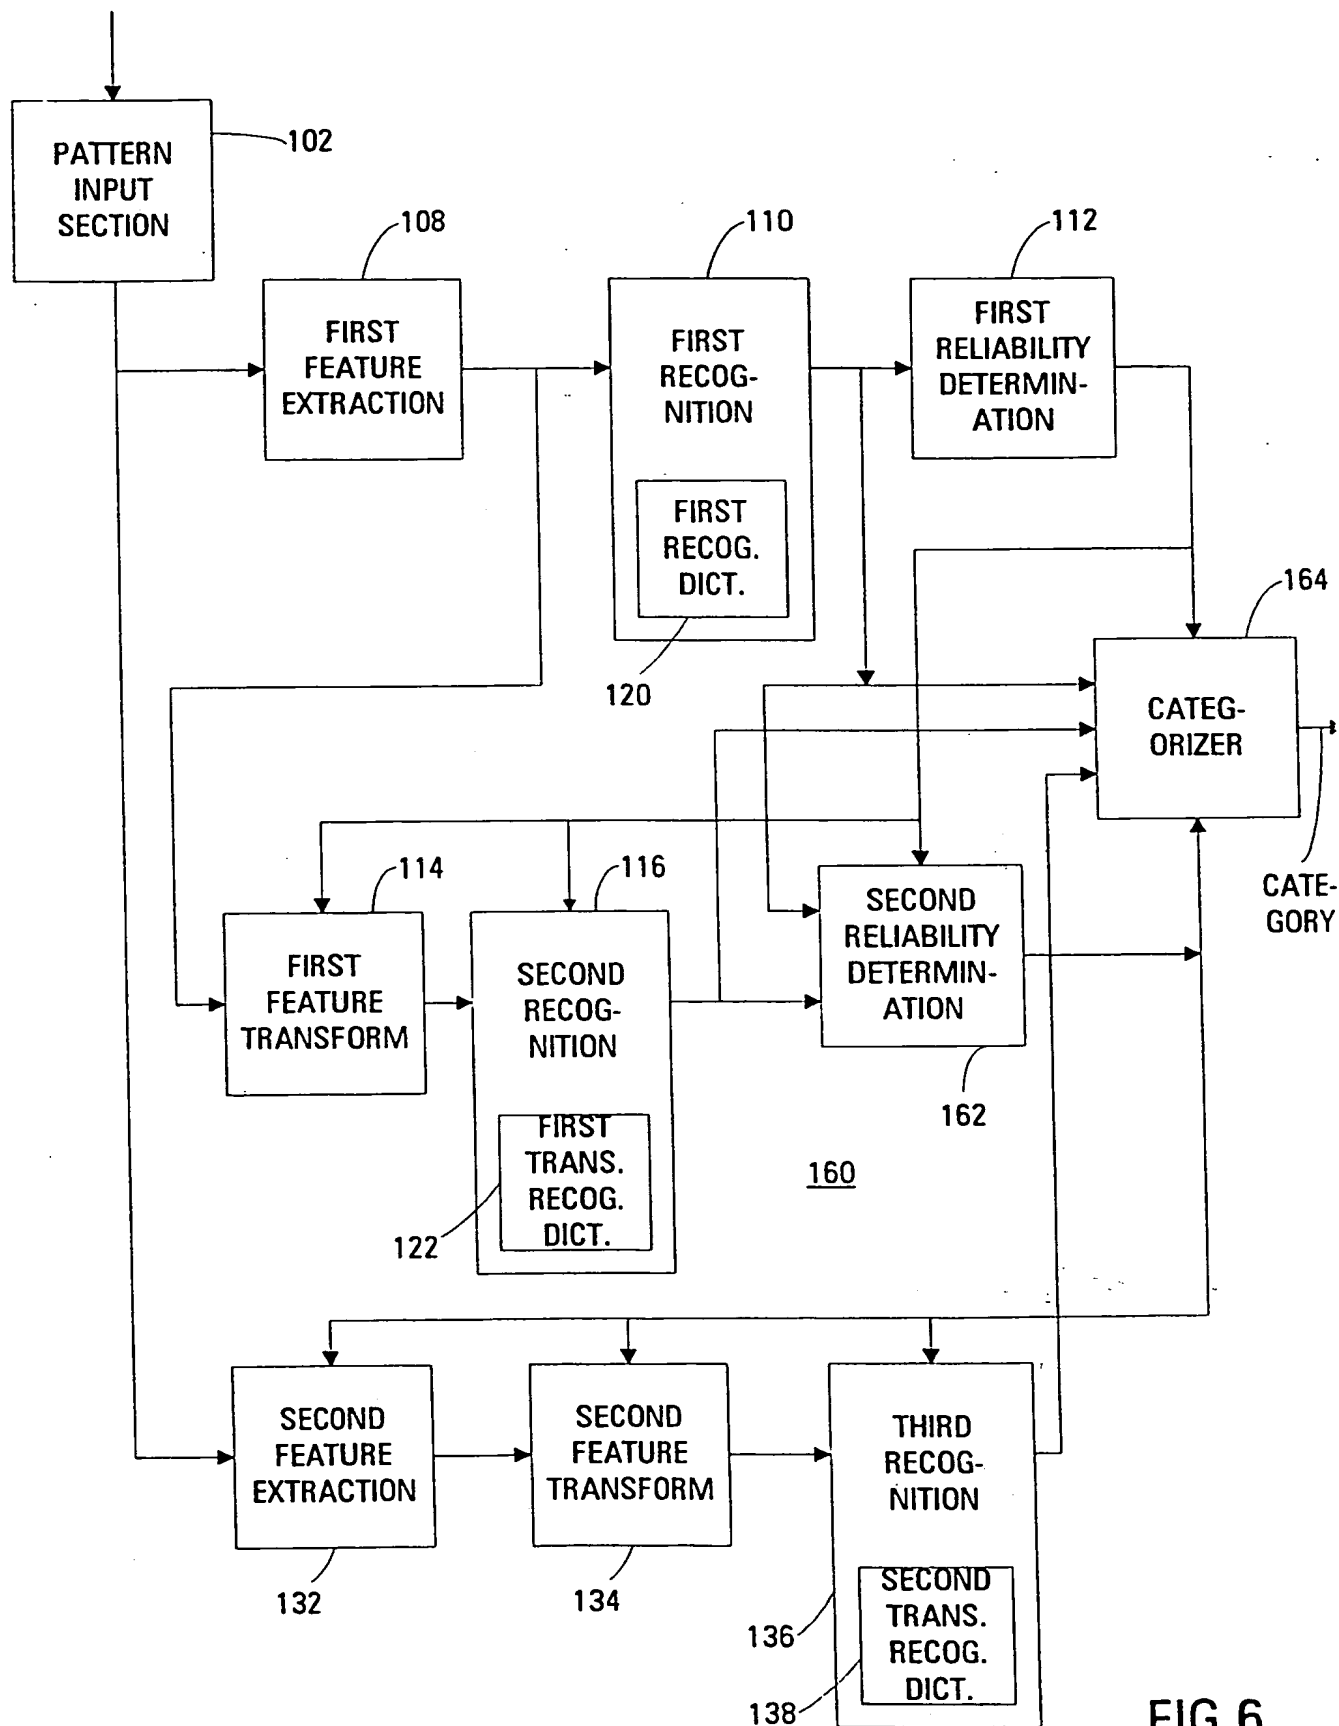 PATTERN
INPUT
SECTION
102
108
110
112
FIRST
FEATURE
EXTRACTION
FIRST
RECOG-
NITION
FIRST
RELIABILITY
DETERMIN-
ATION
FIRST
RECOG.
DICT.
120
164
CATEG-
ORIZER
CATE-
GORY
114
116
FIRST
FEATURE
TRANSFORM
SECOND
RECOG-
NITION
SECOND
RELIABILITY
DETERMIN-
ATION
162
FIRST
TRANS.
RECOG.
DICT.
122
160
SECOND
FEATURE
EXTRACTION
132
SECOND
FEATURE
TRANSFORM
134
THIRD
RECOG-
NITION
136
SECOND
TRANS.
RECOG.
DICT.
138
FIG.6